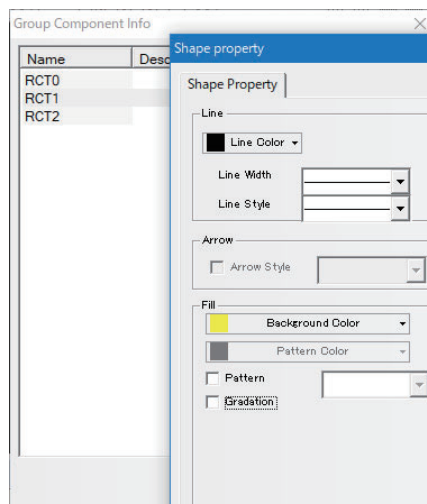 Group Component Info
Name
Desc
RCT0
RCT1
RCT2
Shape property
Shape Property
Line
Line Color
Line Width
Line Style
Arrow
Arrow Style
Fill
Background Color
Pattern Color
Pattern
Gradation